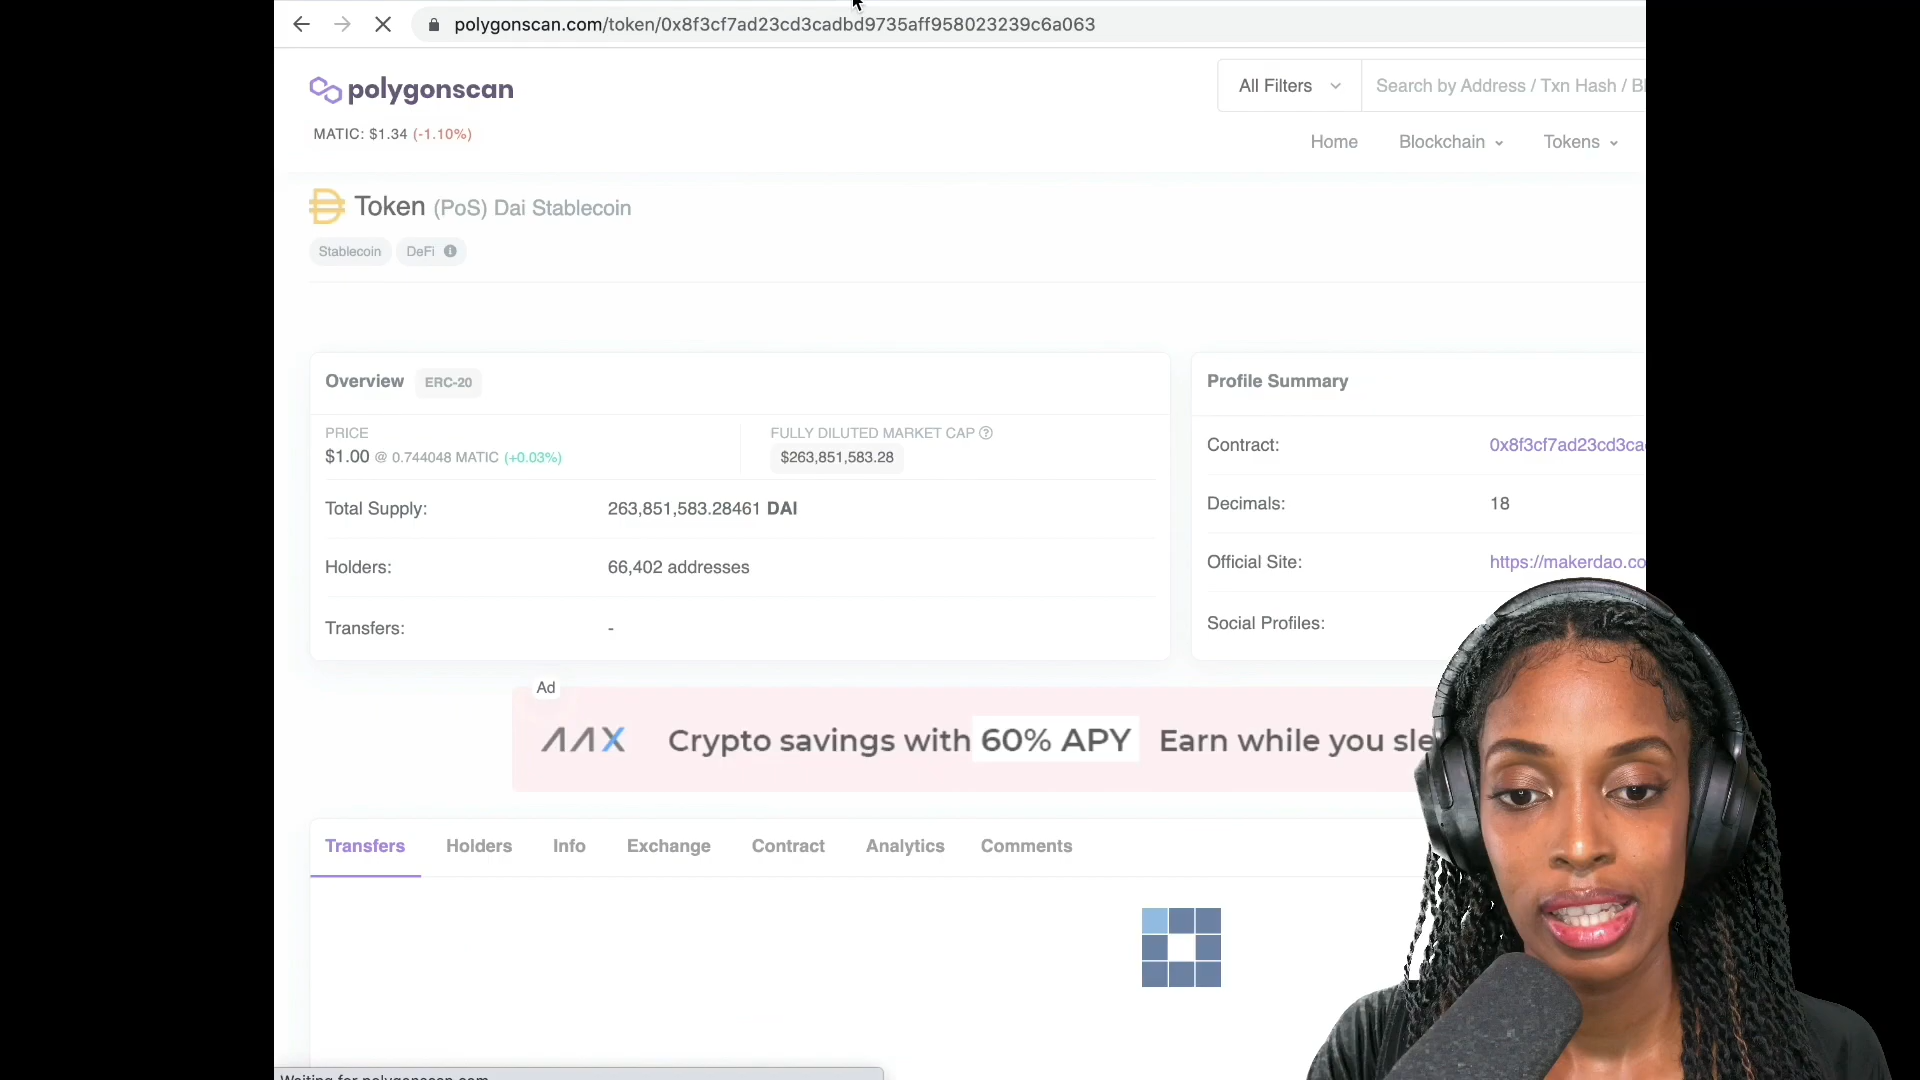 polygonscan.com/token/0x8f3cf7ad23cd3cadbd9735aff958023239c6a063
polygonscan
All Filters
Search by Address / Txn Hash / Bl
MATIC: $1.34 (-1.10%)
Home Blockchain Tokens
Token (PoS) Dai Stablecoin
Stablecoin DeFi
Overview ERC-20
PRICE
$1.00 @ 0.744048 MATIC (+0.03%)
FULLY DILUTED MARKET CAP
$263,851,583.28
Total Supply: 263,851,583.28461 DAI
Holders: 66,402 addresses
Transfers: -
Profile Summary
Contract: 0x8f3cf7ad23cd3ca
Decimals: 18
Official Site: https://makerdao.co
Social Profiles:
Ad
AAX Crypto savings with 60% APY Earn while you sle
Transfers Holders Info Exchange Contract Analytics Comments
Waiting for polygonscan.com